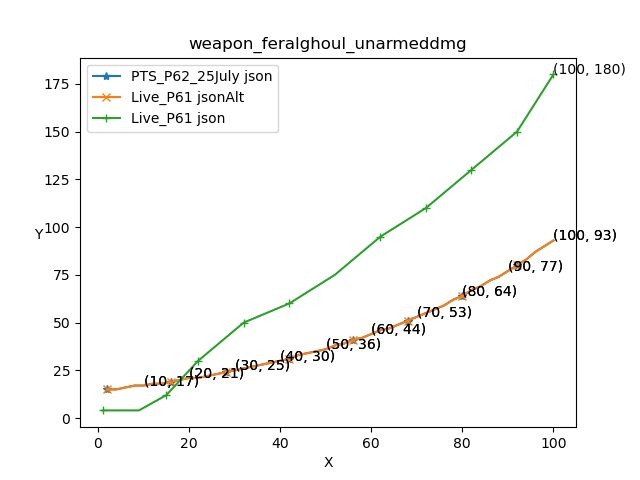 weapon_feralghoul_unarmeddmg
PTS_P62_25July json
Live_P61 jsonAlt
Live_P61 json
(100, 180)
(100, 93)
(90, 77)
(80, 64)
(70, 53)
(60, 44)
(50, 36)
(40, 30)
(30, 25)
(20, 21)
(10, 17)
Y
175
150
125
100
75
50
25
0
0 20 40 60 80 100
X